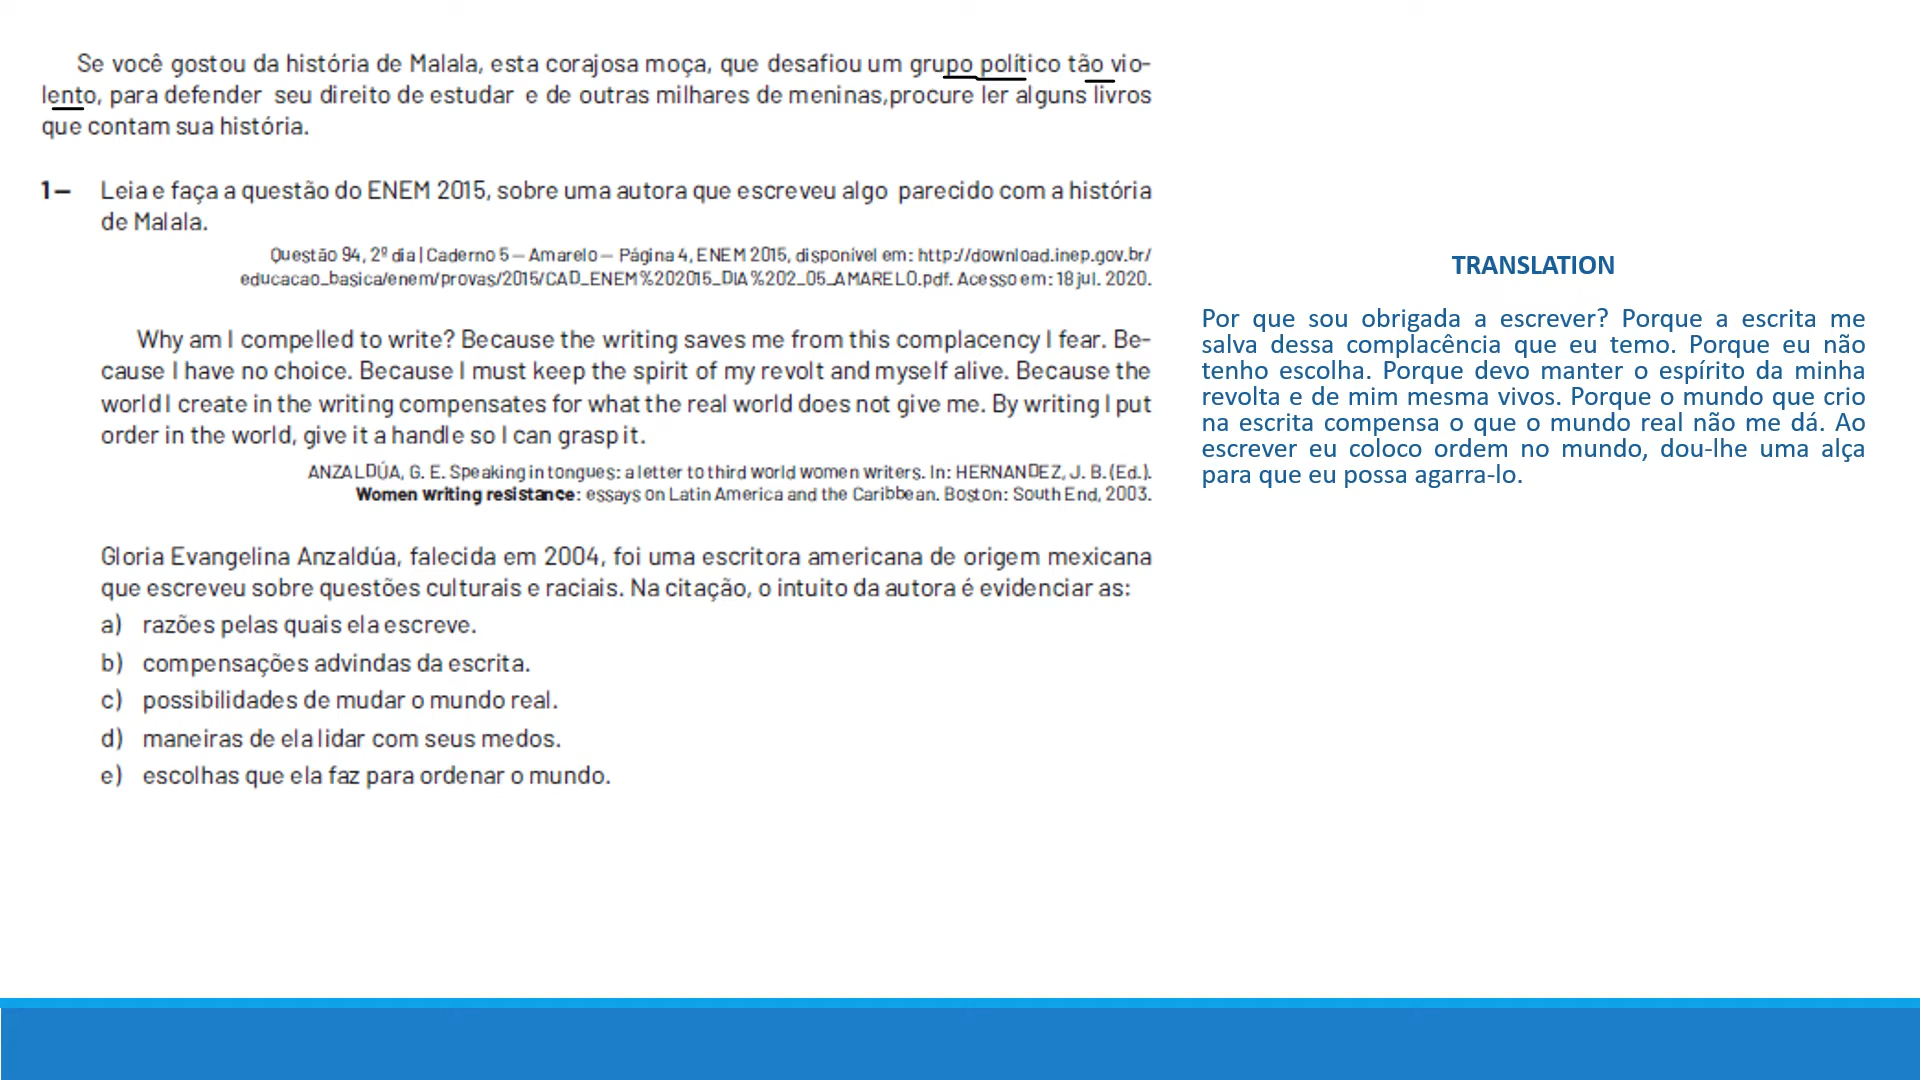 Se você gostou da história de Malala, esta corajosa moça, que desafiou um grupo político tão vio-
lento, para defender seu direito de estudar e de outras milhares de meninas,procure ler alguns livros
que contam sua história.
1– Leia e faça a questão do ENEM 2015, sobre uma autora que escreveu algo parecido com a história
de Malala.
Questão 94, 2º dia | Caderno 5 – Amarelo – Página 4, ENEM 2015, disponível em: http://download.inep.gov.br/
educacao_basica/enem/provas/2015/CAD_ENEM%202015_DIA%202_05_AMARELO.pdf. Acesso em: 18 jul. 2020.
Why am I compelled to write? Because the writing saves me from this complacency I fear. Be-
cause I have no choice. Because I must keep the spirit of my revolt and myself alive. Because the
world I create in the writing compensates for what the real world does not give me. By writing I put
order in the world, give it a handle so I can grasp it.
ANZALDÚA, G. E. Speaking in tongues: a letter to third world women writers. In: HERNANDEZ, J. B. (Ed.).
Women writing resistance: essays on Latin America and the Caribbean. Boston: South End, 2003.
Gloria Evangelina Anzaldúa, falecida em 2004, foi uma escritora americana de origem mexicana
que escreveu sobre questões culturais e raciais. Na citação, o intuito da autora é evidenciar as:
a) razões pelas quais ela escreve.
b) compensações advindas da escrita.
c) possibilidades de mudar o mundo real.
d) maneiras de ela lidar com seus medos.
e) escolhas que ela faz para ordenar o mundo.
TRANSLATION
Por que sou obrigada a escrever? Porque a escrita me
salva dessa complacência que eu temo. Porque eu não
tenho escolha. Porque devo manter o espírito da minha
revolta e de mim mesma vivos. Porque o mundo que crio
na escrita compensa o que o mundo real não me dá. Ao
escrever eu coloco ordem no mundo, dou-lhe uma alça
para que eu possa agarra-lo.